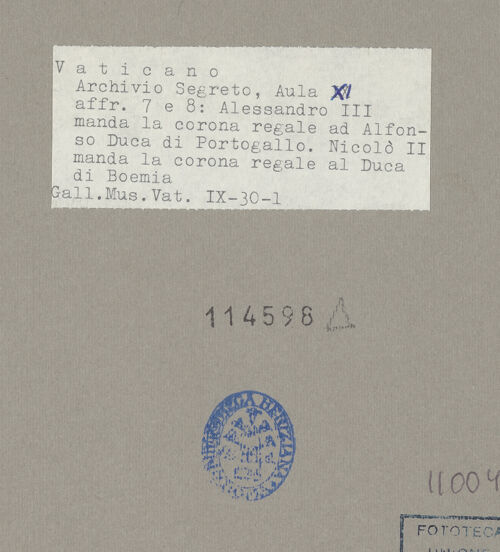 Vaticano
Archivio Segreto, Aula XI
affr. 7 e 8: Alessandro III
manda la corona regale ad Alfon-
so Duca di Portogallo. Nicolò II
manda la corona regale al Duca
di Boemia
Gall.Mus.Vat. IX-30-1
114598
HERTZIANA
11004
FOTOTECA